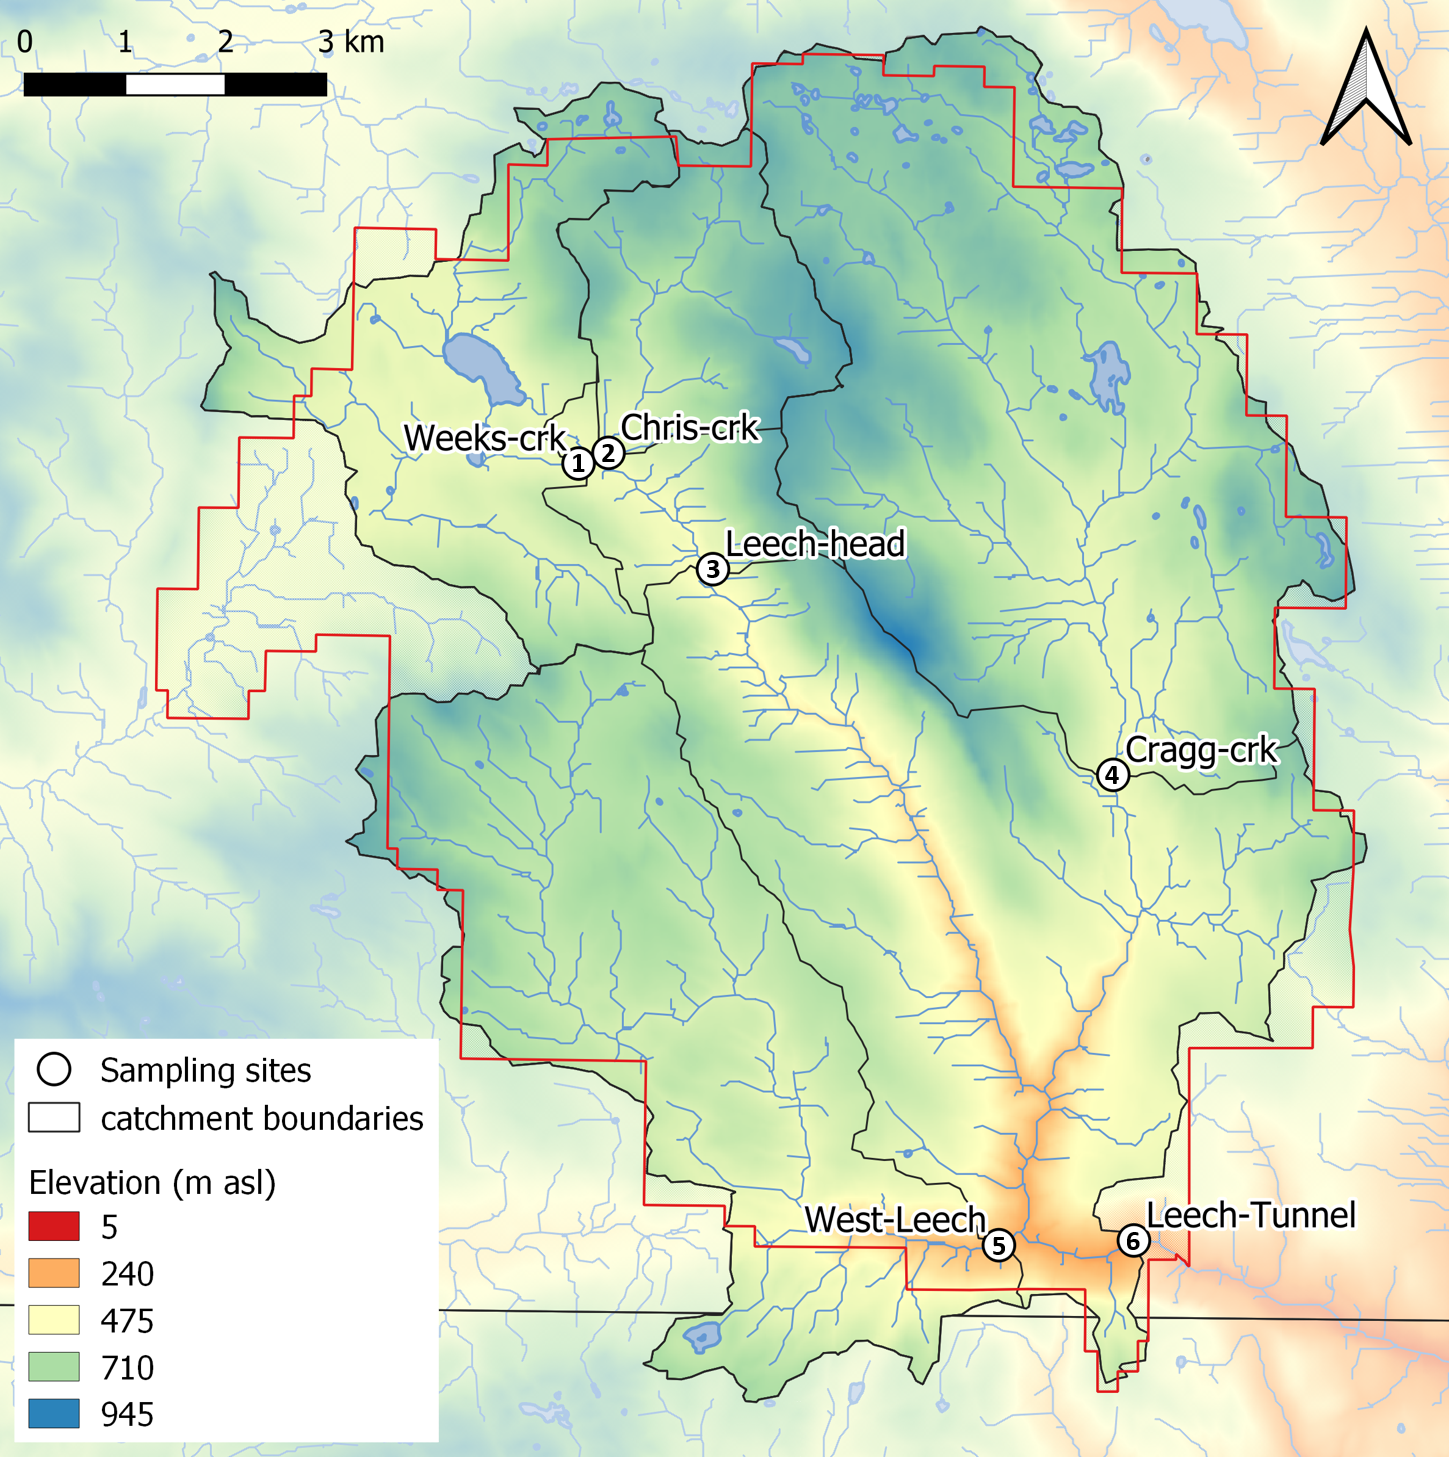 0 1 2 3 km
Weeks-crk
Chris-crk
1
2
Leech-head
3
Cragg-crk
4
West-Leech
5
Leech-Tunnel
6
Sampling sites
catchment boundaries
Elevation (m asl)
5
240
475
710
945